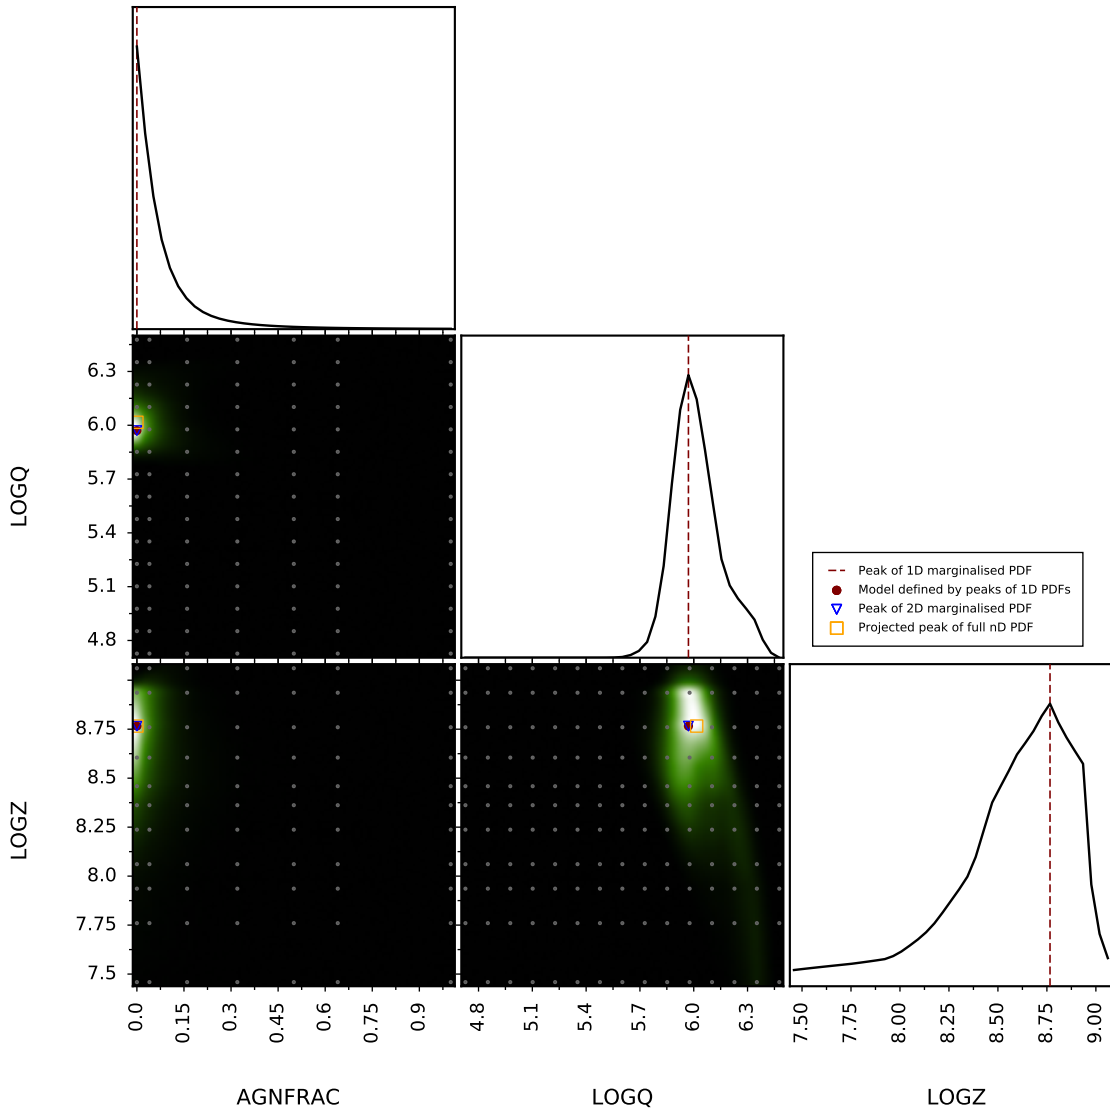 6.3
6.0
5.7
5.4
5.1
4.8
LOGQ
Peak of 1D marginalised PDF
Model defined by peaks of 1D PDFs
Peak of 2D marginalised PDF
Projected peak of full nD PDF
8.75
8.5
8.25
8.0
7.75
7.5
LOGZ
0.0 0.15 0.3 0.45 0.6 0.75 0.9
4.8 5.1 5.4 5.7 6.0 6.3
7.50 7.75 8.00 8.25 8.50 8.75 9.00
AGNFRAC LOGQ LOGZ